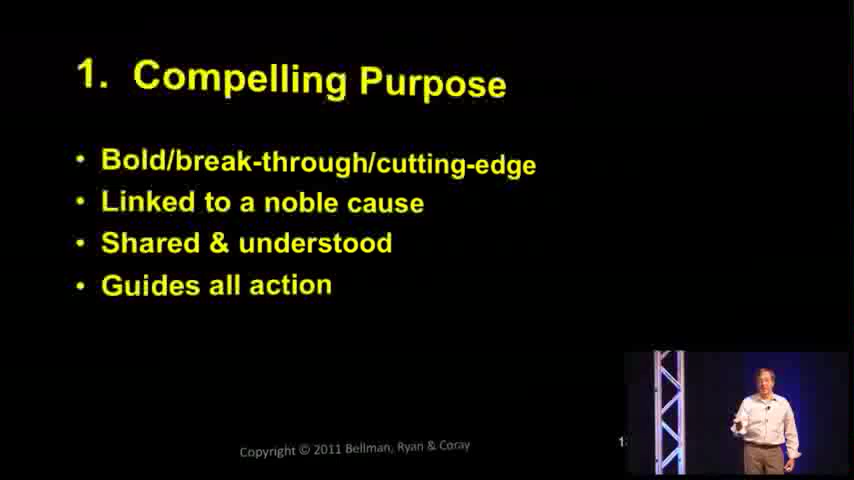 1. Compelling Purpose
• Bold/break-through/cutting-edge
• Linked to a noble cause
• Shared & understood
• Guides all action
Copyright © 2011 Bellman, Ryan & Coray